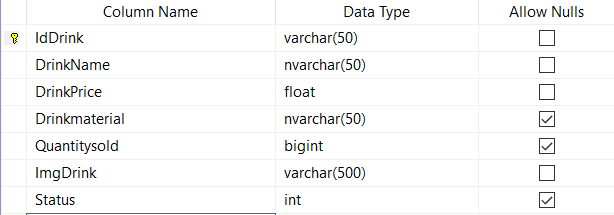 Column Name Data Type Allow Nulls
IdDrink varchar(50)
DrinkName nvarchar(50)
DrinkPrice float
Drinkmaterial nvarchar(50)
Quantitysold bigint
ImgDrink varchar(500)
Status int